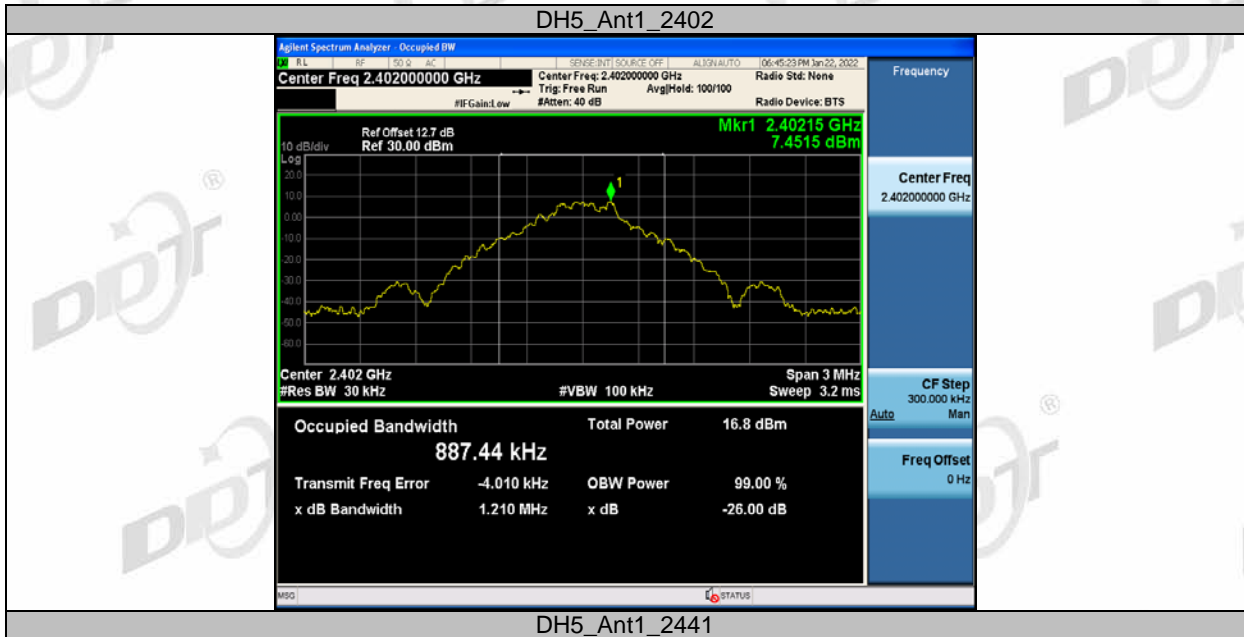 DH5_Ant1_2402
Agilent Spectrum Analyzer - Occupied BW
RL RF 50 Ω AC SENSE:INT SOURCE OFF ALIGNAUTO 06:45:23 PM Jan 22, 2022
Center Freq 2.402000000 GHz
Center Freq: 2.402000000 GHz
Radio Std: None
Trig: Free Run Avg|Hold: 100/100
#IFGain:Low
#Atten: 40 dB
Radio Device: BTS
Frequency
Mkr1 2.40215 GHz
7.4515 dBm
Ref Offset 12.7 dB
10 dB/div Ref 30.00 dBm
Log
20.0
10.0
0.00
-10.0
-20.0
-30.0
-40.0
-50.0
-60.0
1
Center Freq
2.402000000 GHz
Center 2.402 GHz Span 3 MHz
#Res BW 30 kHz #VBW 100 kHz Sweep 3.2 ms
CF Step
300.000 kHz
Auto Man
Freq Offset
0 Hz
Occupied Bandwidth Total Power 16.8 dBm
887.44 kHz
Transmit Freq Error -4.010 kHz OBW Power 99.00 %
x dB Bandwidth 1.210 MHz x dB -26.00 dB
MSG STATUS
DH5_Ant1_2441
DDT
®